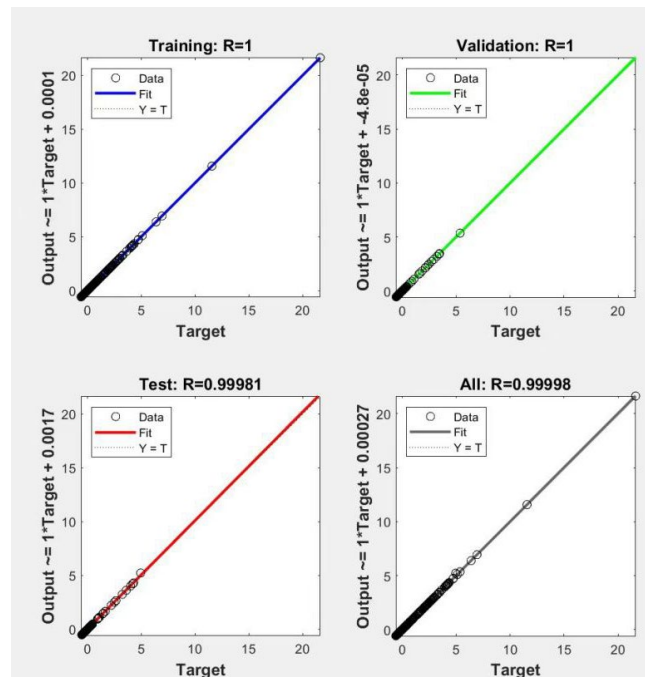 Training: R=1
Output ~= 1*Target + 0.0001
20
15
10
5
0
Data
Fit
Y = T
0 5 10 15 20
Target
Validation: R=1
Output ~= 1*Target + -4.8e-05
20
15
10
5
0
Data
Fit
Y = T
0 5 10 15 20
Target
Test: R=0.99981
Output ~= 1*Target + 0.0017
20
15
10
5
0
Data
Fit
Y = T
0 5 10 15 20
Target
All: R=0.99998
Output ~= 1*Target + 0.00027
20
15
10
5
0
Data
Fit
Y = T
0 5 10 15 20
Target